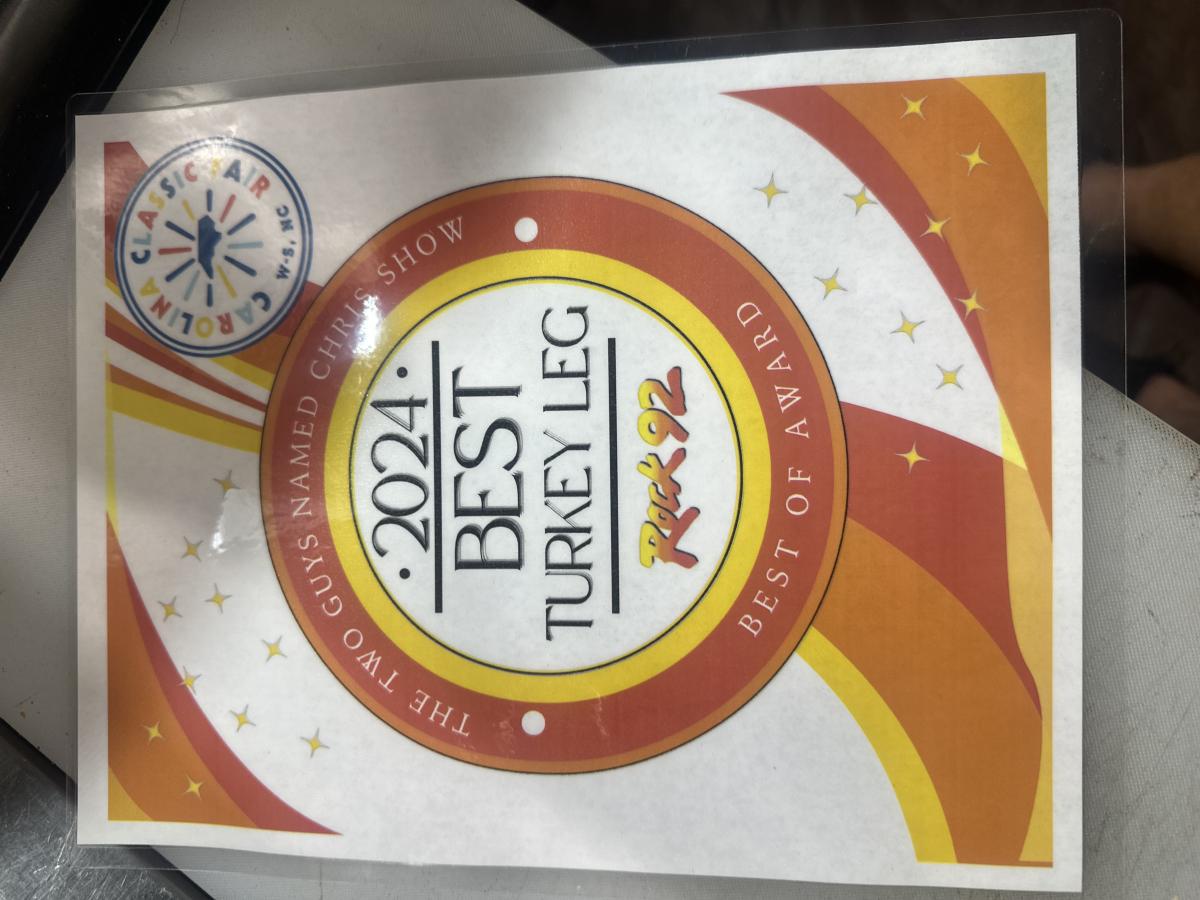 CAROLINA CLASSIC FAIR
W-S, NC
THE TWO GUYS NAMED CHRIS SHOW
• 2024 •
BEST
TURKEY LEG
Rock 92
BEST OF AWARD